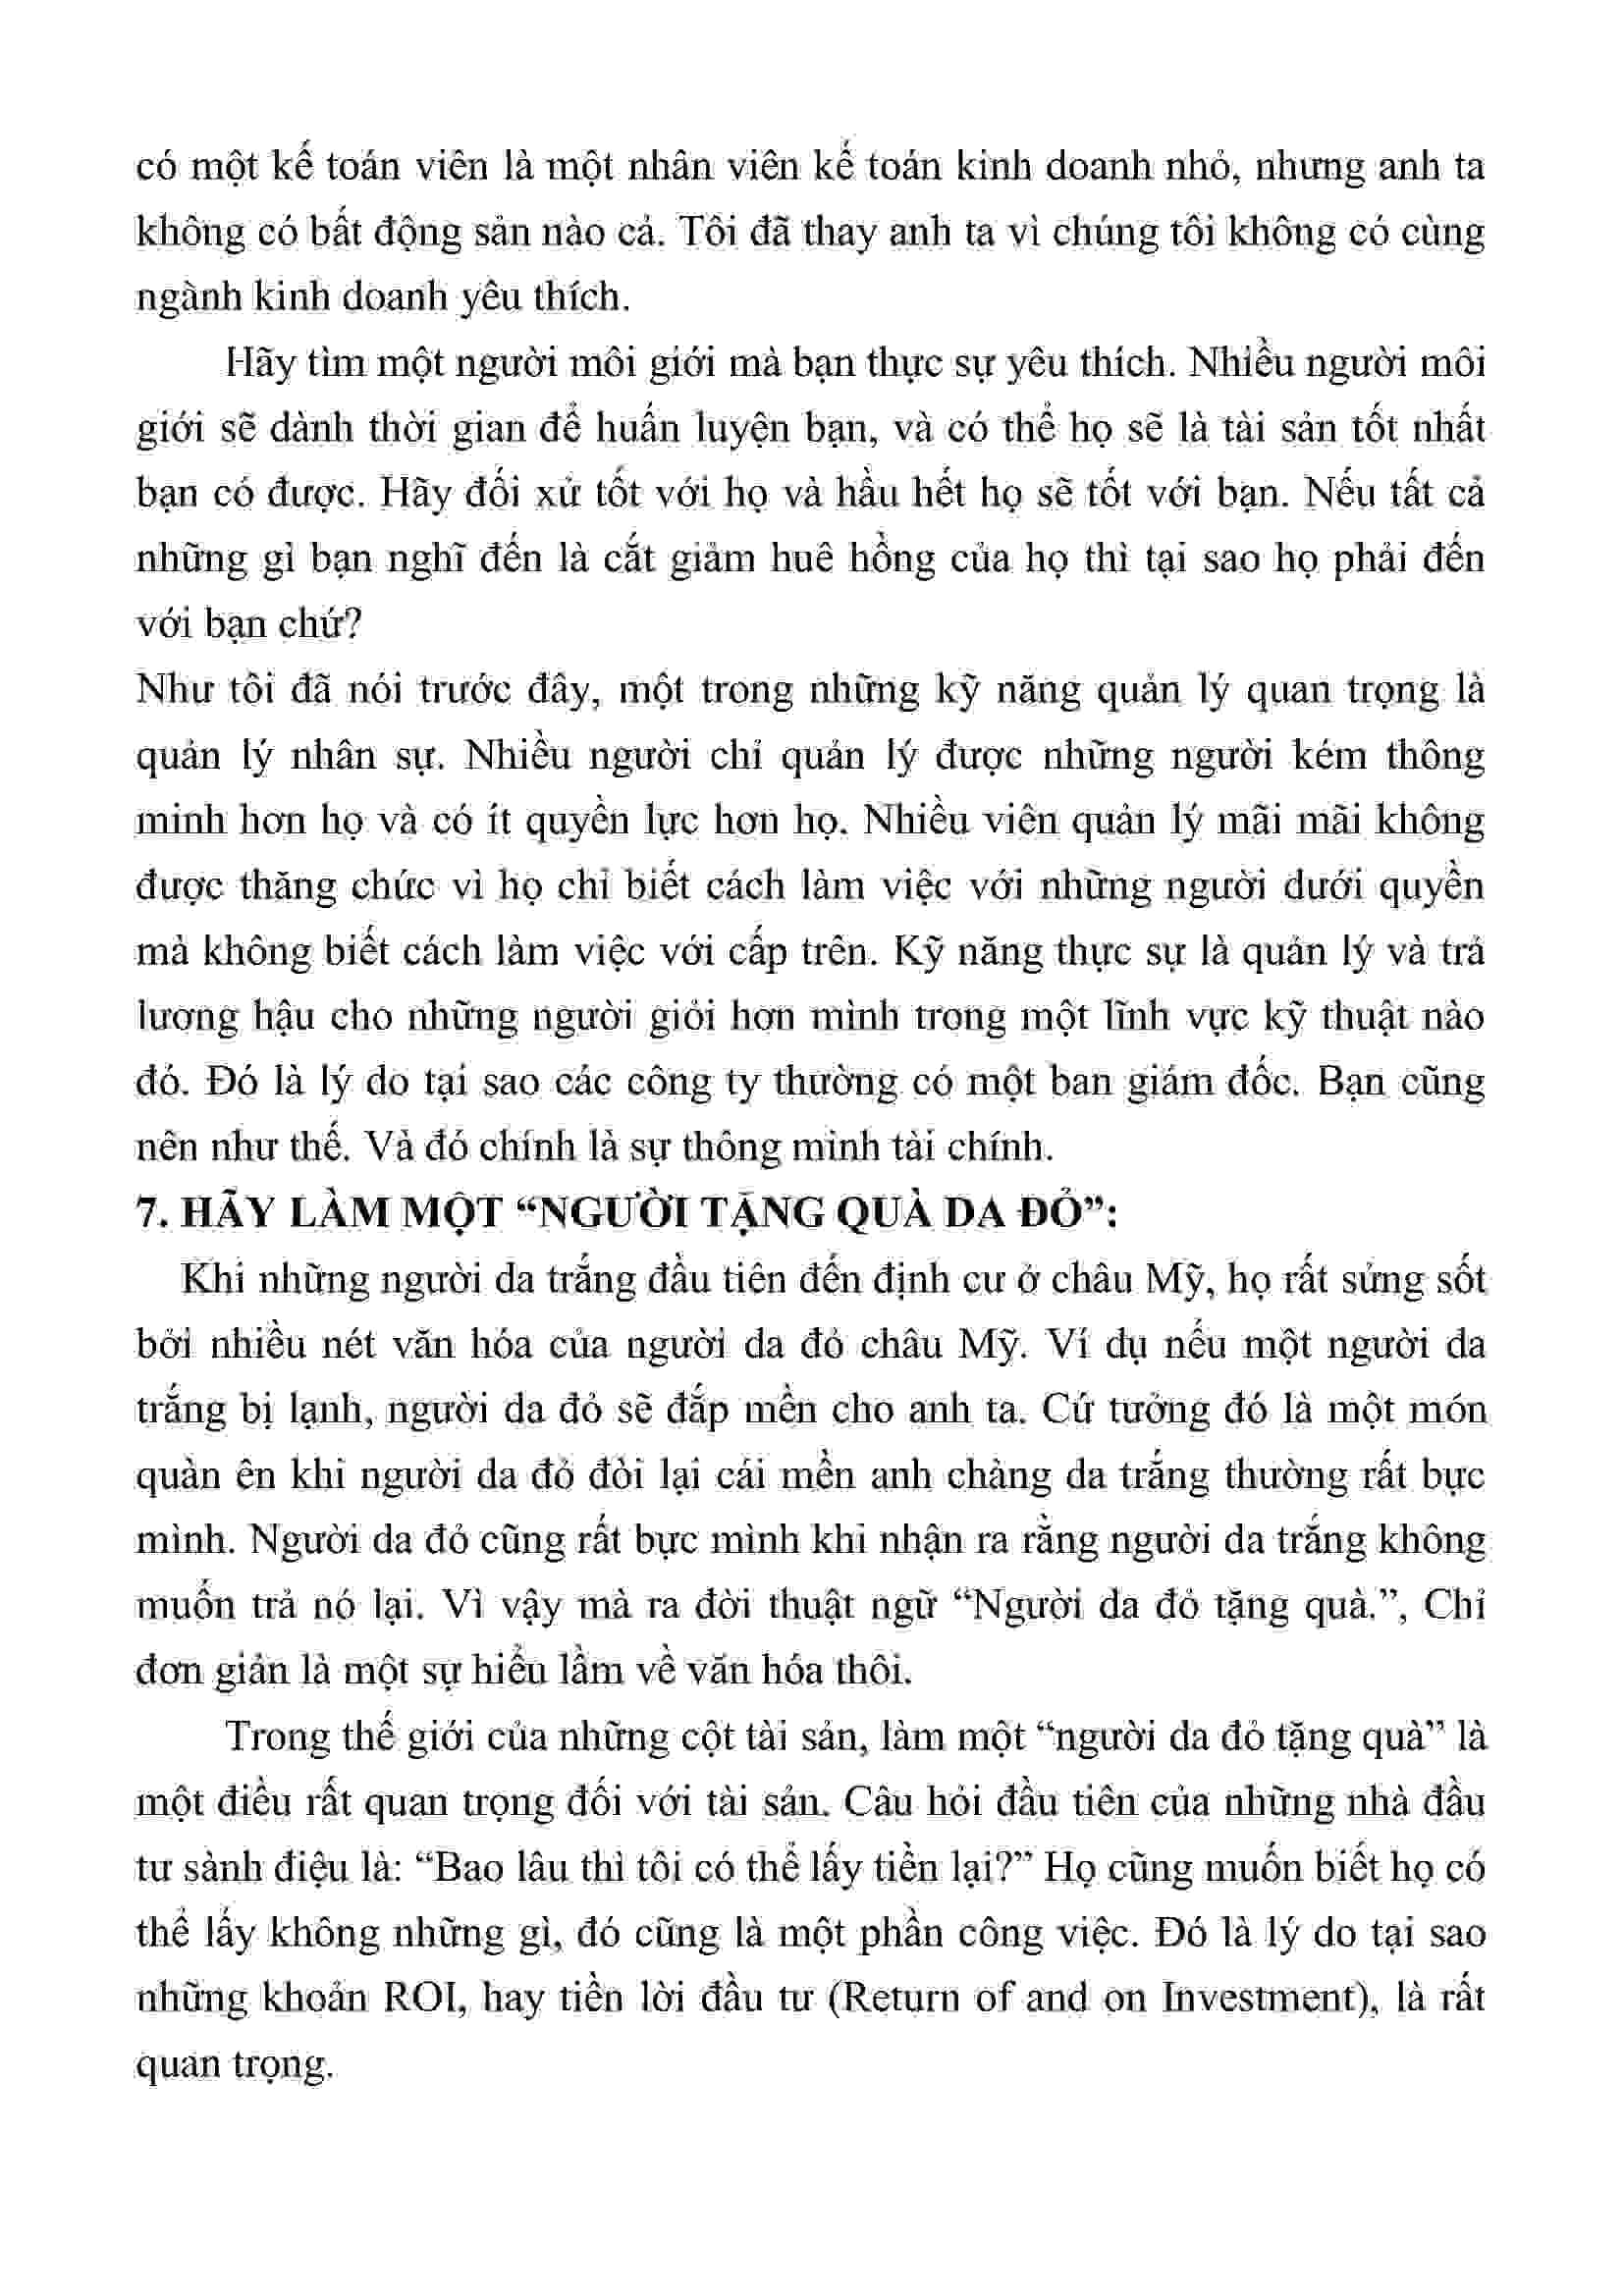 có một kế toán viên là một nhân viên kế toán kinh doanh nhỏ, nhưng anh ta
không có bất động sản nào cả. Tôi đã thay anh ta vì chúng tôi không có cùng
ngành kinh doanh yêu thích.
Hãy tìm một người môi giới mà bạn thực sự yêu thích. Nhiều người môi
giới sẽ dành thời gian để huấn luyện bạn, và có thể họ sẽ là tài sản tốt nhất
bạn có được. Hãy đối xử tốt với họ và hầu hết họ sẽ tốt với bạn. Nếu tất cả
những gì bạn nghĩ đến là cắt giảm huê hồng của họ thì tại sao họ phải đến
với bạn chứ?
Như tôi đã nói trước đây, một trong những kỹ năng quản lý quan trọng là
quản lý nhân sự. Nhiều người chỉ quản lý được những người kém thông
minh hơn họ và có ít quyền lực hơn họ. Nhiều viên quản lý mãi mãi không
được thăng chức vì họ chỉ biết cách làm việc với những người dưới quyền
mà không biết cách làm việc với cấp trên. Kỹ năng thực sự là quản lý và trả
lương hậu cho những người giỏi hơn mình trong một lĩnh vực kỹ thuật nào
đó. Đó là lý do tại sao các công ty thường có một ban giám đốc. Bạn cũng
nên như thế. Và đó chính là sự thông minh tài chính.
7. HÃY LÀM MỘT “NGƯỜI TẶNG QUÀ DA ĐỎ”:
Khi những người da trắng đầu tiên đến định cư ở châu Mỹ, họ rất sửng sốt
bởi nhiều nét văn hóa của người da đỏ châu Mỹ. Ví dụ nếu một người da
trắng bị lạnh, người da đỏ sẽ đắp mền cho anh ta. Cứ tưởng đó là một món
quàn ên khi người da đỏ đòi lại cái mền anh chàng da trắng thường rất bực
mình. Người da đỏ cũng rất bực mình khi nhận ra rằng người da trắng không
muốn trả nó lại. Vì vậy mà ra đời thuật ngữ “Người da đỏ tặng quà.”, Chỉ
đơn giản là một sự hiểu lầm về văn hóa thôi.
Trong thế giới của những cột tài sản, làm một “người da đỏ tặng quà” là
một điều rất quan trọng đối với tài sản. Câu hỏi đầu tiên của những nhà đầu
tư sành điệu là: “Bao lâu thì tôi có thể lấy tiền lại?” Họ cũng muốn biết họ có
thể lấy không những gì, đó cũng là một phần công việc. Đó là lý do tại sao
những khoản ROI, hay tiền lời đầu tư (Return of and on Investment), là rất
quan trọng.